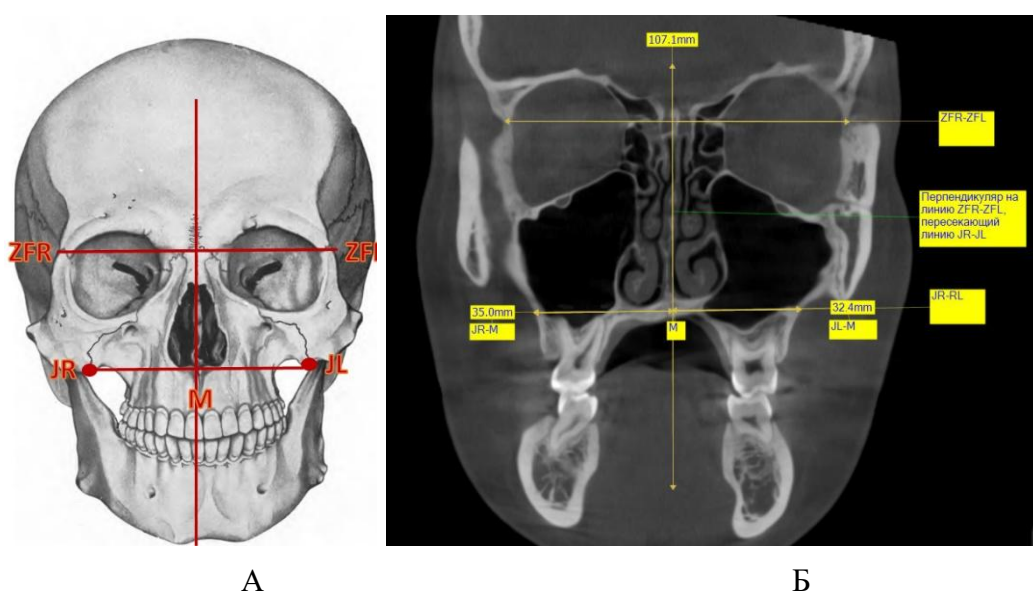 ZFR
ZFL
JR
JL
M
107.1mm
ZFR-ZFL
Перпендикуляр на
линию ZFR-ZFL,
пересекающий
линию JR-JL
35.0mm
JR-M
M
32.4mm
JL-M
JR-RL
А
Б